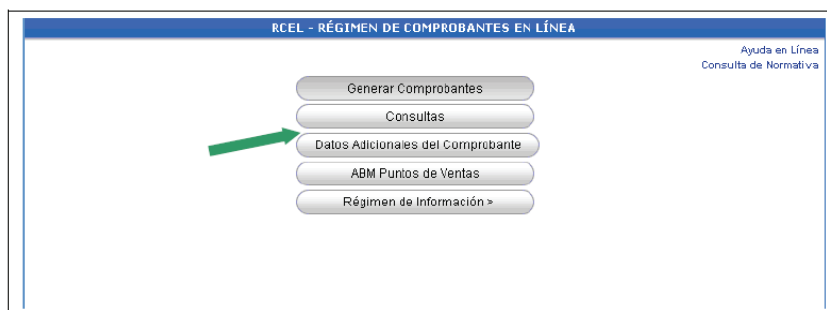 RCEL - RÉGIMEN DE COMPROBANTES EN LÍNEA
Ayuda en Línea
Consulta de Normativa
Generar Comprobantes
Consultas
Datos Adicionales del Comprobante
ABM Puntos de Ventas
Régimen de Información >